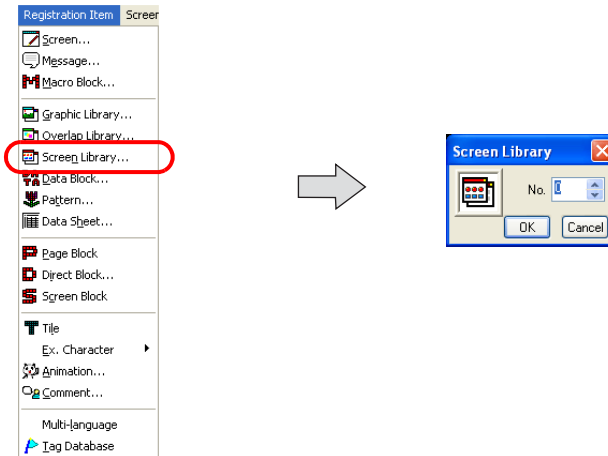 Registration Item Screen
Screen...
Message...
Macro Block...
Graphic Library...
Overlap Library...
Screen Library...
Data Block...
Pattern...
Data Sheet...
Page Block
Direct Block...
Screen Block
Tile
Ex. Character
Animation...
Comment...
Multi-language
Tag Database
Screen Library
No. 0
OK Cancel